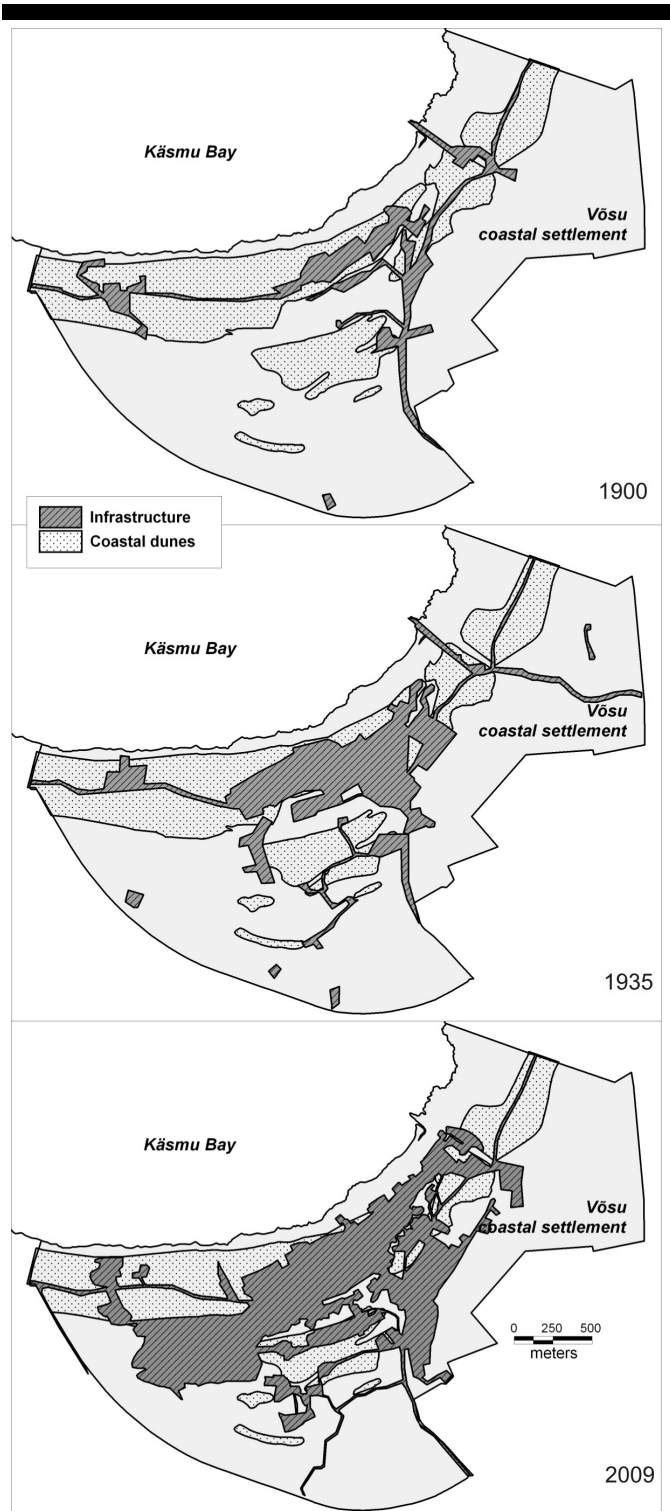 Käsmu Bay
Võsu
coastal settlement
1900
Infrastructure
Coastal dunes
Käsmu Bay
Võsu
coastal settlement
1935
Käsmu Bay
Võsu
coastal settlement
0 250 500
meters
2009